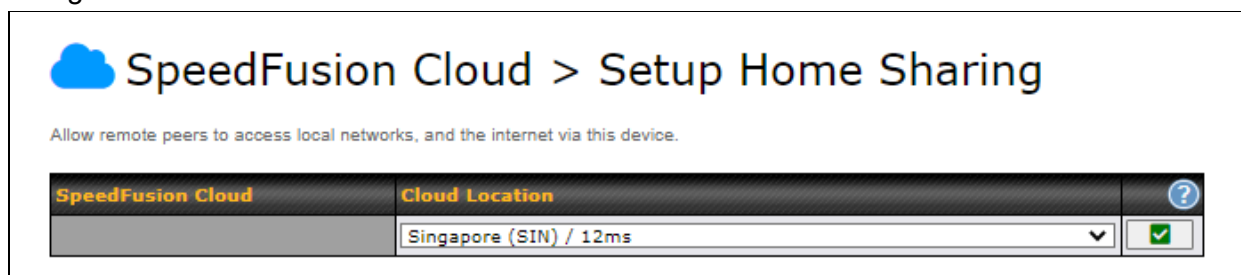 SpeedFusion Cloud > Setup Home Sharing
Allow remote peers to access local networks, and the internet via this device.
SpeedFusion Cloud Cloud Location ?
Singapore (SIN) / 12ms